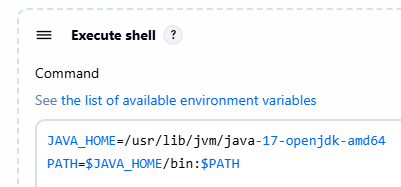 Execute shell ?
Command
See the list of available environment variables
JAVA_HOME=/usr/lib/jvm/java-17-openjdk-amd64
PATH=$JAVA_HOME/bin:$PATH